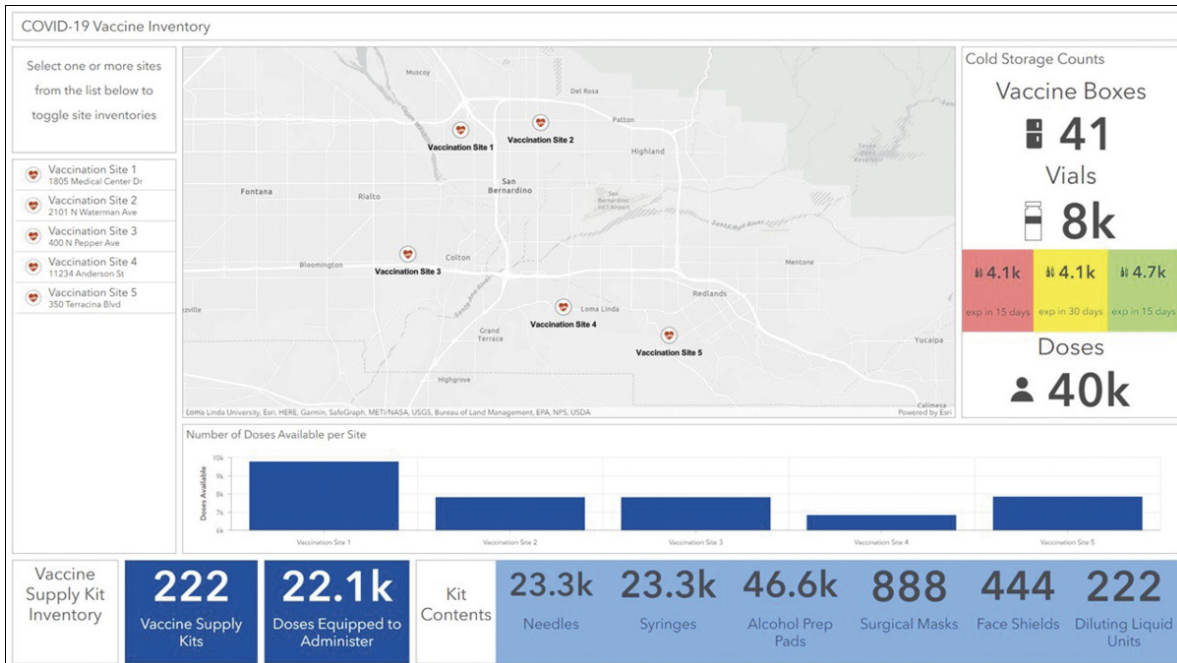 COVID-19 Vaccine Inventory
Select one or more sites
from the list below to
toggle site inventories
Vaccination Site 1
1805 Medical Center Dr
Vaccination Site 2
2101 N Waterman Ave
Vaccination Site 3
400 N Pepper Ave
Vaccination Site 4
11234 Anderson St
Vaccination Site 5
350 Terracina Blvd
Muscoy
Del Rosa
Patton
Highland
Vaccination Site 1
Vaccination Site 2
Fontana
Rialto
San
Bernardino
San
Bernardino
Int'l Airport
Santa Ana River
Bloomington
Colton
Vaccination Site 3
Mentone
Redlands
Loma Linda
Vaccination Site 4
Grand
Terrace
Vaccination Site 5
Yucaipa
Highgrove
Calimesa
Loma Linda University, Esri, HERE, Garmin, SafeGraph, METI/NASA, USGS, Bureau of Land Management, EPA, NPS, USDA
Powered by Esri
Cold Storage Counts
Vaccine Boxes
41
Vials
8k
4.1k
exp in 15 days
4.1k
exp in 30 days
4.7k
exp in 15 days
Doses
40k
Number of Doses Available per Site
Doses Available
10k
9k
8k
7k
6k
Vaccination Site 1
Vaccination Site 2
Vaccination Site 3
Vaccination Site 4
Vaccination Site 5
Vaccine
Supply Kit
Inventory
222
Vaccine Supply
Kits
22.1k
Doses Equipped to
Administer
Kit
Contents
23.3k
Needles
23.3k
Syringes
46.6k
Alcohol Prep
Pads
888
Surgical Masks
444
Face Shields
222
Diluting Liquid
Units